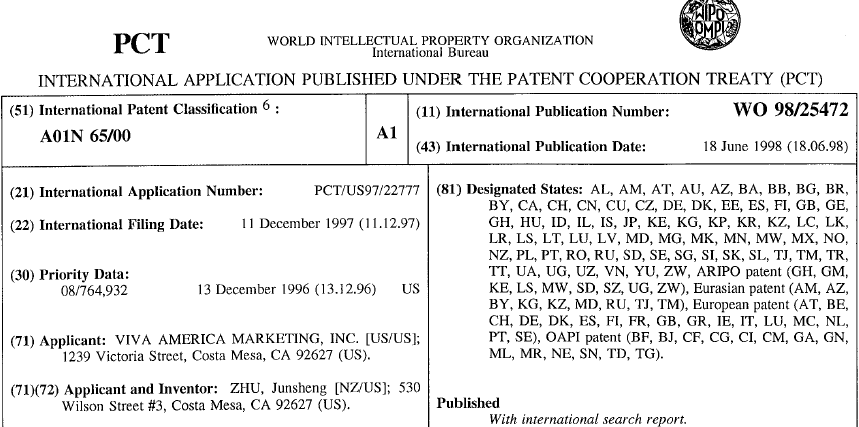 WIPO
OMPI
PCT
WORLD INTELLECTUAL PROPERTY ORGANIZATION
International Bureau
INTERNATIONAL APPLICATION PUBLISHED UNDER THE PATENT COOPERATION TREATY (PCT)
(51) International Patent Classification 6 :
A01N 65/00
A1
(11) International Publication Number: WO 98/25472
(43) International Publication Date: 18 June 1998 (18.06.98)
(21) International Application Number: PCT/US97/22777
(22) International Filing Date: 11 December 1997 (11.12.97)
(30) Priority Data:
08/764,932 13 December 1996 (13.12.96) US
(71) Applicant: VIVA AMERICA MARKETING, INC. [US/US];
1239 Victoria Street, Costa Mesa, CA 92627 (US).
(71)(72) Applicant and Inventor: ZHU, Junsheng [NZ/US]; 530
Wilson Street #3, Costa Mesa, CA 92627 (US).
(81) Designated States: AL, AM, AT, AU, AZ, BA, BB, BG, BR,
BY, CA, CH, CN, CU, CZ, DE, DK, EE, ES, FI, GB, GE,
GH, HU, ID, IL, IS, JP, KE, KG, KP, KR, KZ, LC, LK,
LR, LS, LT, LU, LV, MD, MG, MK, MN, MW, MX, NO,
NZ, PL, PT, RO, RU, SD, SE, SG, SI, SK, SL, TJ, TM, TR,
TT, UA, UG, UZ, VN, YU, ZW, ARIPO patent (GH, GM,
KE, LS, MW, SD, SZ, UG, ZW), Eurasian patent (AM, AZ,
BY, KG, KZ, MD, RU, TJ, TM), European patent (AT, BE,
CH, DE, DK, ES, FI, FR, GB, GR, IE, IT, LU, MC, NL,
PT, SE), OAPI patent (BF, BJ, CF, CG, CI, CM, GA, GN,
ML, MR, NE, SN, TD, TG).
Published
With international search report.